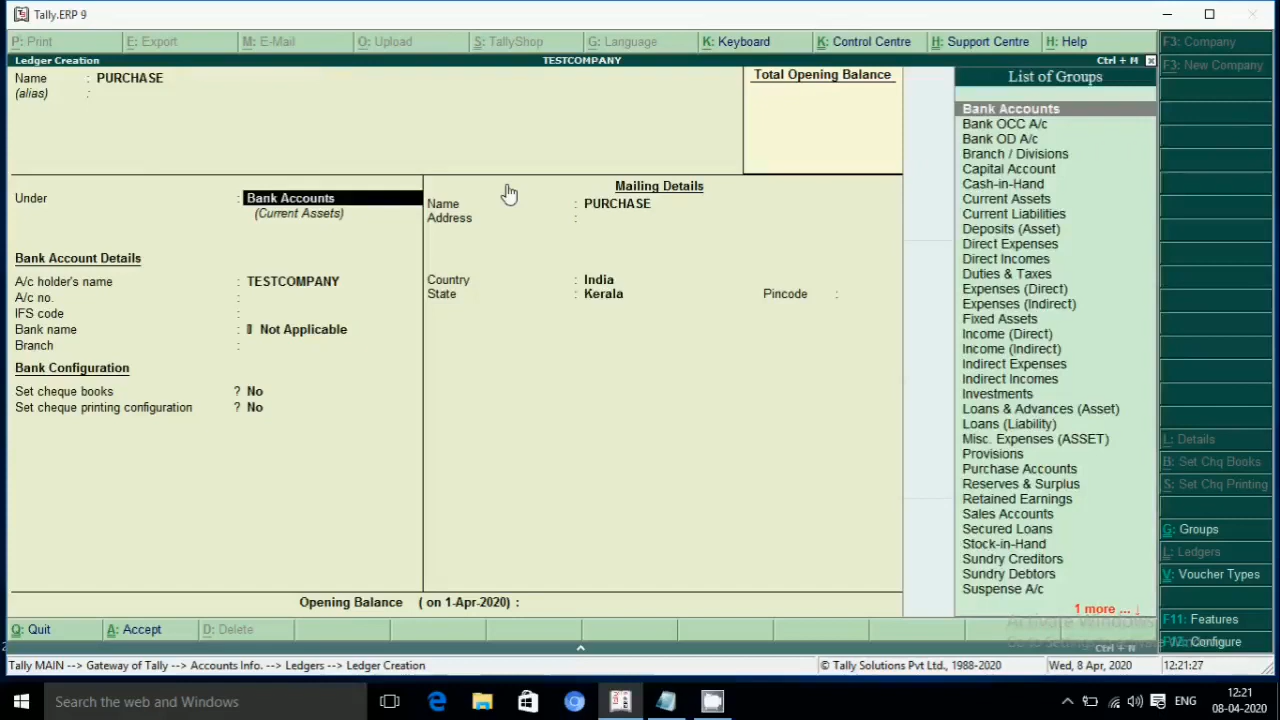 Tally.ERP 9
P: Print E: Export M: E-Mail O: Upload S: TallyShop G: Language K: Keyboard K: Control Centre H: Support Centre H: Help F3: Company
Ledger Creation TESTCOMPANY Ctrl + M
F3: New Company
Name : PURCHASE
(alias) :
Total Opening Balance
List of Groups
Bank Accounts
Bank OCC A/c
Bank OD A/c
Branch / Divisions
Capital Account
Cash-in-Hand
Current Assets
Current Liabilities
Deposits (Asset)
Direct Expenses
Direct Incomes
Duties & Taxes
Expenses (Direct)
Expenses (Indirect)
Fixed Assets
Income (Direct)
Income (Indirect)
Indirect Expenses
Indirect Incomes
Investments
Loans & Advances (Asset)
Loans (Liability)
Misc. Expenses (ASSET)
Provisions
Purchase Accounts
Reserves & Surplus
Retained Earnings
Sales Accounts
Secured Loans
Stock-in-Hand
Sundry Creditors
Sundry Debtors
Suspense A/c
1 more ... ↓
Under : Bank Accounts
(Current Assets)
Bank Account Details
A/c holder's name : TESTCOMPANY
A/c no. :
IFS code :
Bank name : Not Applicable
Branch :
Bank Configuration
Set cheque books ? No
Set cheque printing configuration ? No
Mailing Details
Name : PURCHASE
Address :
Country : India
State : Kerala Pincode :
Opening Balance ( on 1-Apr-2020) :
L: Details
B: Set Chq Books
S: Set Chq Printing
G: Groups
L: Ledgers
V: Voucher Types
F11: Features
F12: Configure
Activate Windows
Q: Quit A: Accept D: Delete
Ctrl + N
Tally MAIN --> Gateway of Tally --> Accounts Info. --> Ledgers --> Ledger Creation © Tally Solutions Pvt Ltd., 1988-2020 Wed, 8 Apr, 2020 12:21:27
Search the web and Windows ENG 12:21
08-04-2020